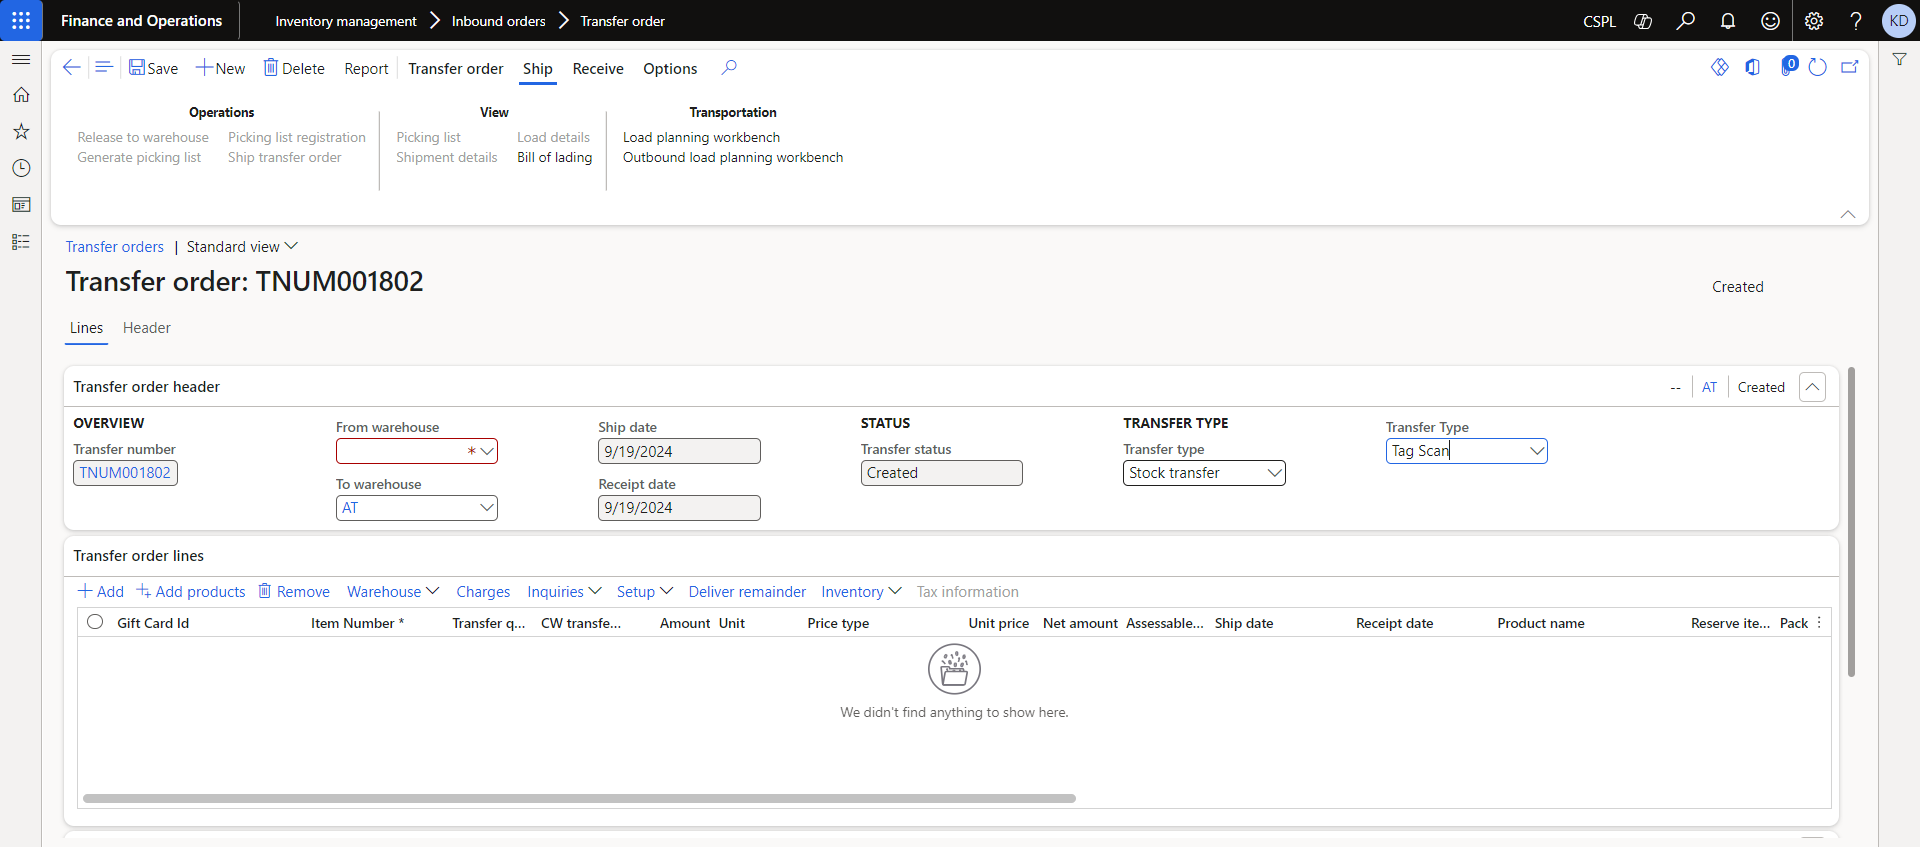 Finance and Operations
Inventory management
Inbound orders
Transfer order
CSPL
KD
Save
New
Delete
Report
Transfer order
Ship
Receive
Options
0
Operations
View
Transportation
Release to warehouse
Picking list registration
Picking list
Load details
Load planning workbench
Generate picking list
Ship transfer order
Shipment details
Bill of lading
Outbound load planning workbench
Transfer orders | Standard view
Transfer order: TNUM001802
Created
Lines
Header
Transfer order header
--
AT
Created
OVERVIEW
Transfer number
TNUM001802
From warehouse
*
To warehouse
AT
Ship date
9/19/2024
Receipt date
9/19/2024
STATUS
Transfer status
Created
TRANSFER TYPE
Transfer type
Stock transfer
Transfer Type
Tag Scan
Transfer order lines
Add
Add products
Remove
Warehouse
Charges
Inquiries
Setup
Deliver remainder
Inventory
Tax information
Gift Card Id
Item Number *
Transfer q...
CW transfe...
Amount
Unit
Price type
Unit price
Net amount
Assessable...
Ship date
Receipt date
Product name
Reserve ite...
Pack
We didn't find anything to show here.